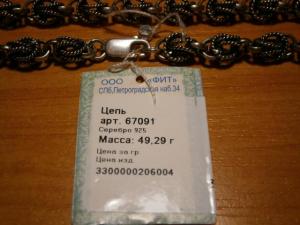 ООО «ФИТ»
СПб,Петроградская наб.34
Цепь
арт. 67091
Серебро 925
Масса: 49,29 г
Цена за гр.
Цена изд.
3300000206004